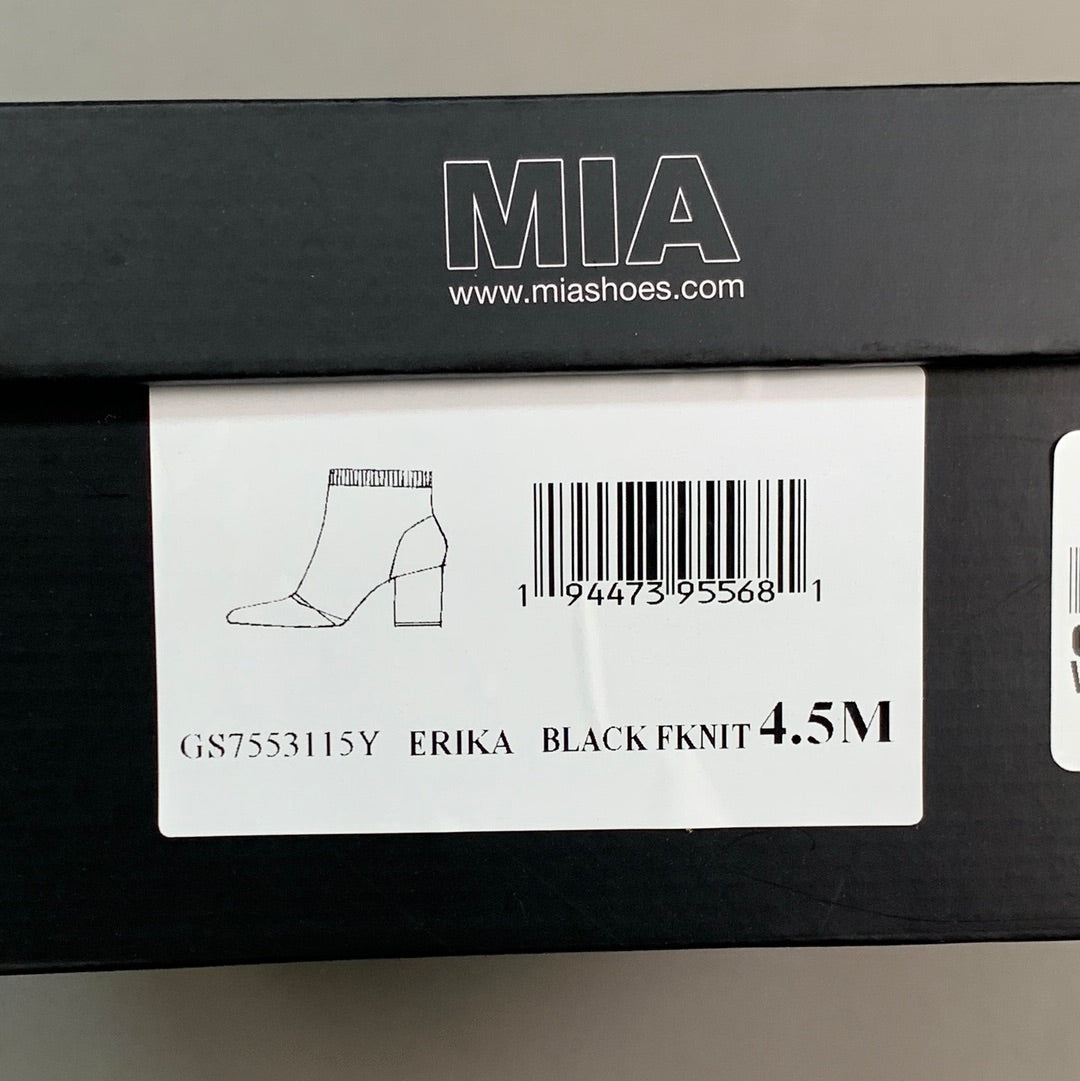 MIA
www.miashoes.com
1 94473 95568 1
GS7553115Y ERIKA BLACK FKNIT 4.5M